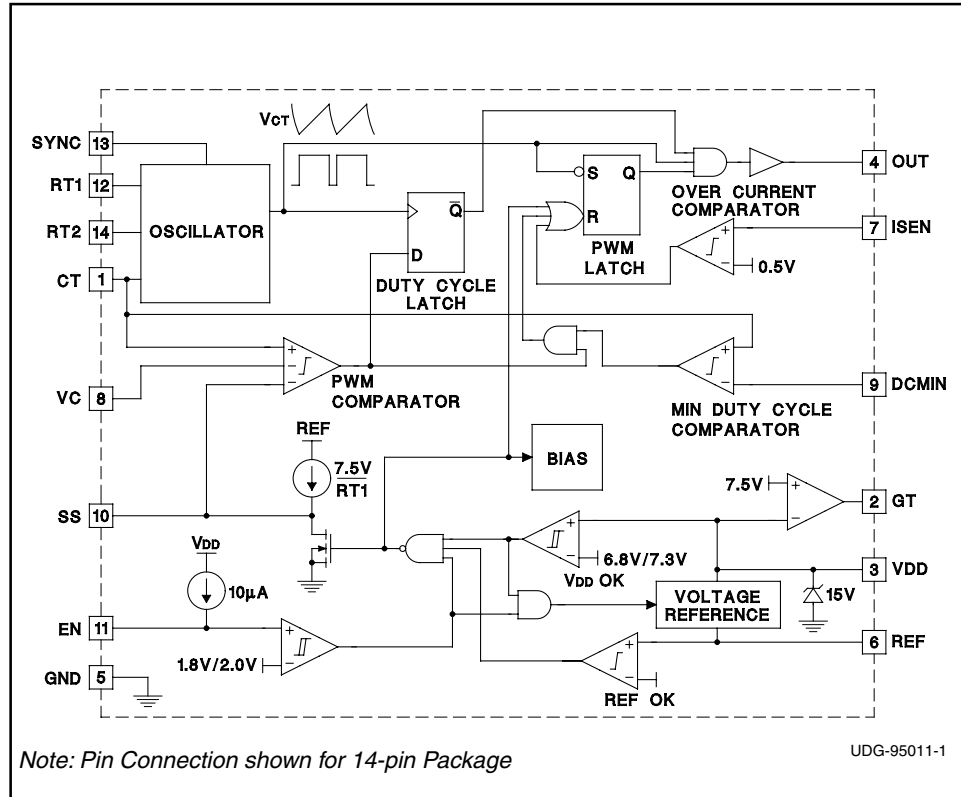 VCT
SYNC 13
RT1 12
RT2 14
CT 1
OSCILLATOR
Q
D
DUTY CYCLE
LATCH
S Q
R
PWM
LATCH
4 OUT
OVER CURRENT
COMPARATOR
7 ISEN
0.5V
VC 8
PWM
COMPARATOR
9 DCMIN
MIN DUTY CYCLE
COMPARATOR
REF
7.5V
RT1
BIAS
7.5V
2 GT
SS 10
VDD
10µA
6.8V/7.3V
VDD OK
3 VDD
15V
VOLTAGE
REFERENCE
EN 11
1.8V/2.0V
6 REF
REF OK
GND 5
Note: Pin Connection shown for 14-pin Package
UDG-95011-1